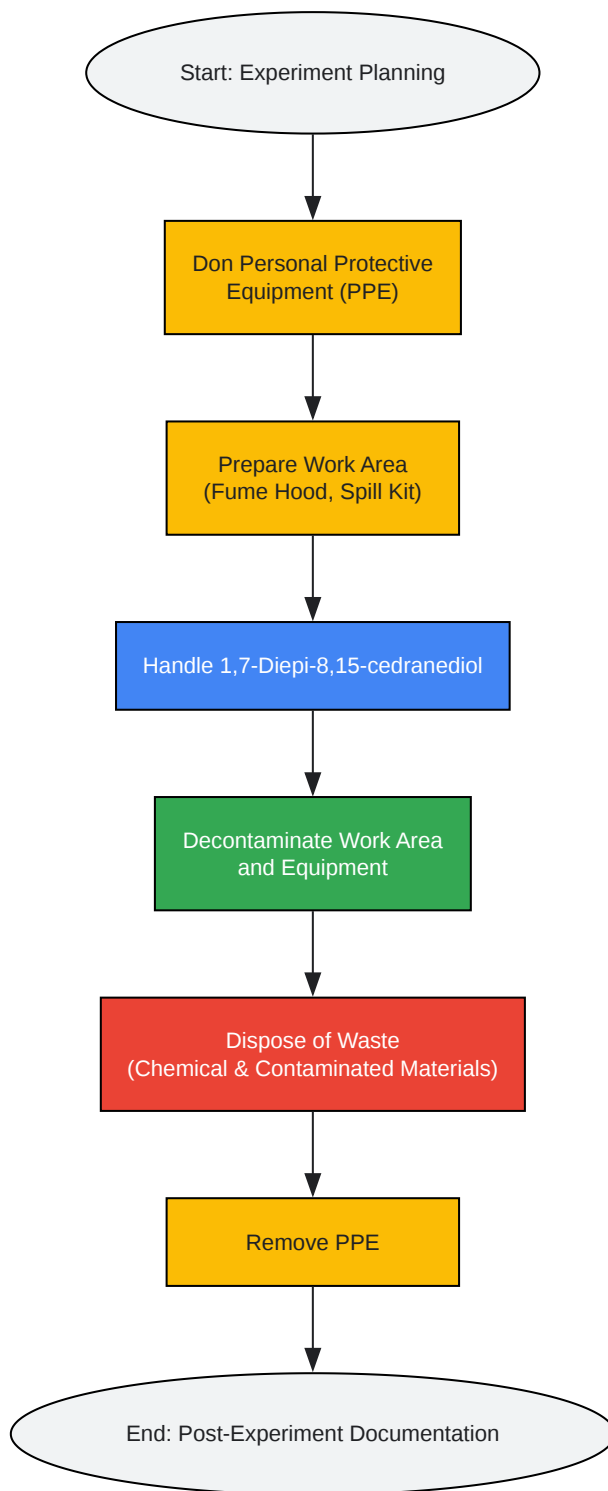 Start: Experiment Planning
Don Personal Protective
Equipment (PPE)
Prepare Work Area
(Fume Hood, Spill Kit)
Handle 1,7-Diepi-8,15-cedranediol
Decontaminate Work Area
and Equipment
Dispose of Waste
(Chemical & Contaminated Materials)
Remove PPE
End: Post-Experiment Documentation